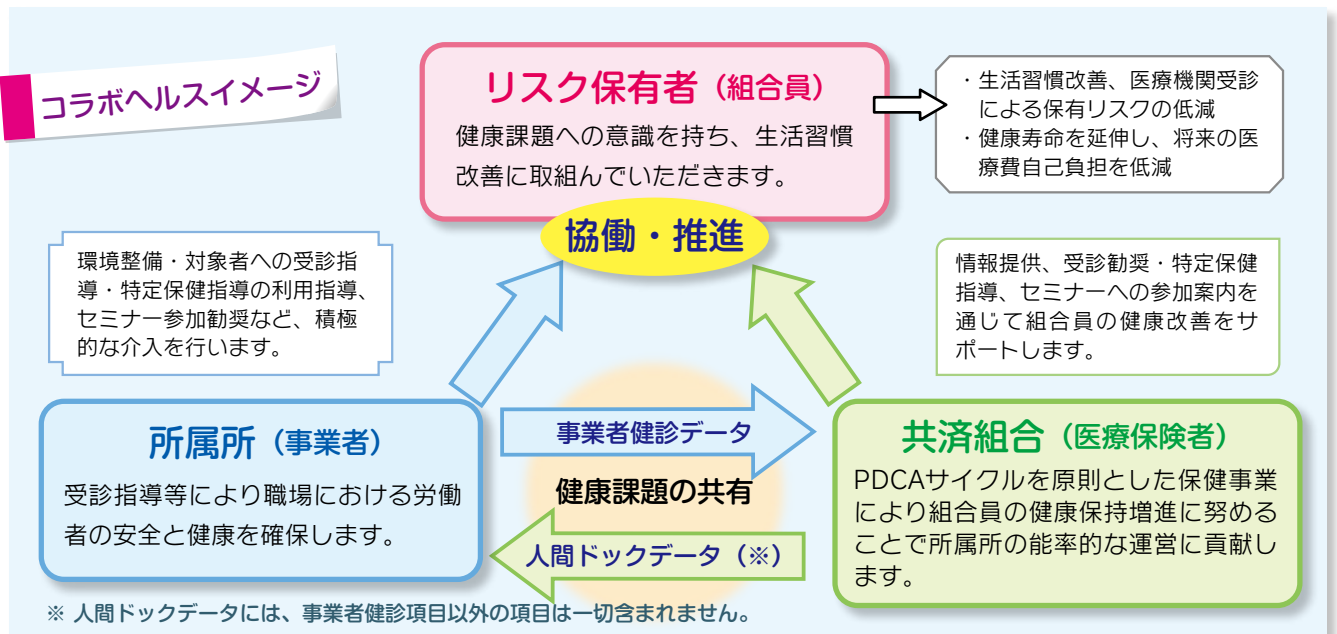 コラボヘルスイメージ
リスク保有者（組合員）
健康課題への意識を持ち、生活習慣
改善に取組んでいただきます。
・生活習慣改善、医療機関受診
による保有リスクの低減
・健康寿命を延伸し、将来の医
療費自己負担を低減
協働・推進
環境整備・対象者への受診指
導・特定保健指導の利用指導、
セミナー参加勧奨など、積極
的な介入を行います。
情報提供、受診勧奨・特定保健
指導、セミナーへの参加案内を
通じて組合員の健康改善をサ
ポートします。
所属所（事業者）
受診指導等により職場における労働
者の安全と健康を確保します。
事業者健診データ
健康課題の共有
人間ドックデータ（※）
共済組合（医療保険者）
PDCAサイクルを原則とした保健事業
により組合員の健康保持増進に努める
ことで所属所の能率的な運営に貢献し
ます。
※ 人間ドックデータには、事業者健診項目以外の項目は一切含まれません。